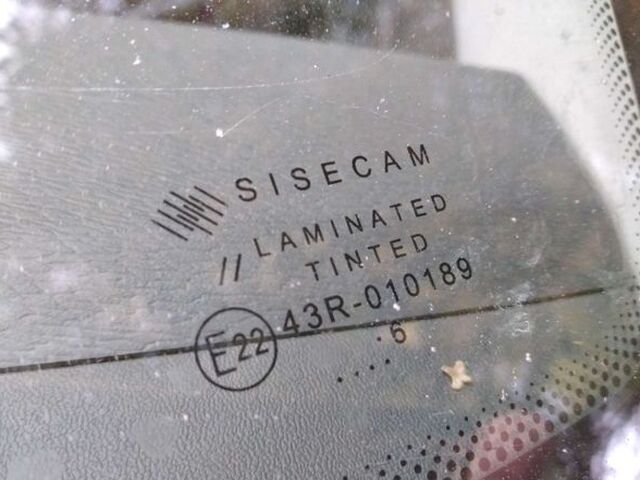 SISECAM
// LAMINATED
TINTED
E22 43R-010189
. 6
....